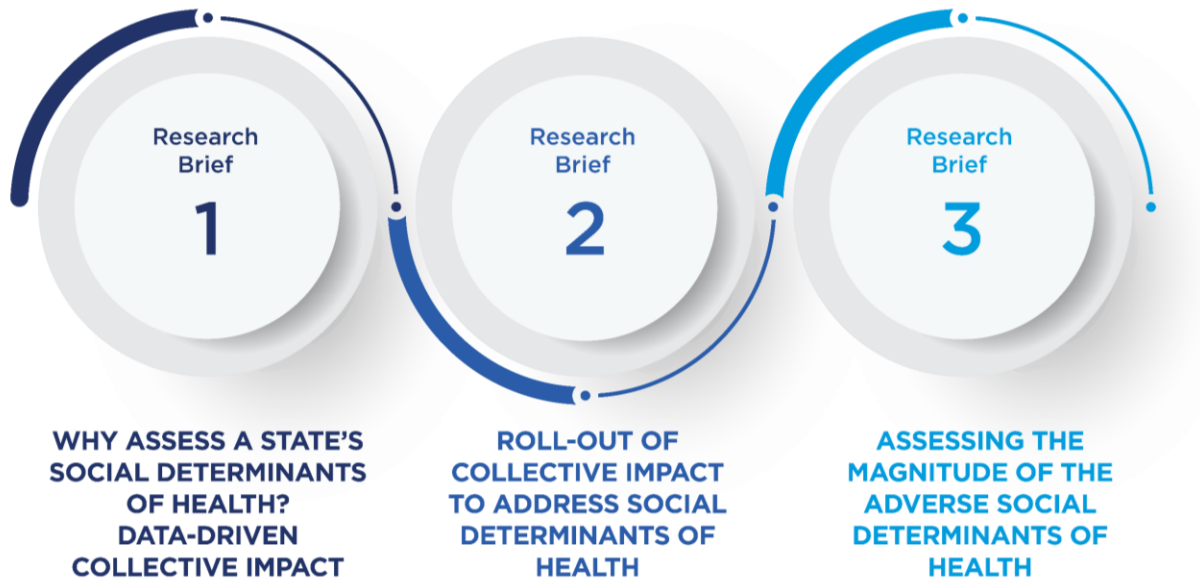 Research
Brief
1
WHY ASSESS A STATE'S
SOCIAL DETERMINANTS
OF HEALTH?
DATA-DRIVEN
COLLECTIVE IMPACT
Research
Brief
2
ROLL-OUT OF
COLLECTIVE IMPACT
TO ADDRESS SOCIAL
DETERMINANTS OF
HEALTH
Research
Brief
3
ASSESSING THE
MAGNITUDE OF THE
ADVERSE SOCIAL
DETERMINANTS OF
HEALTH